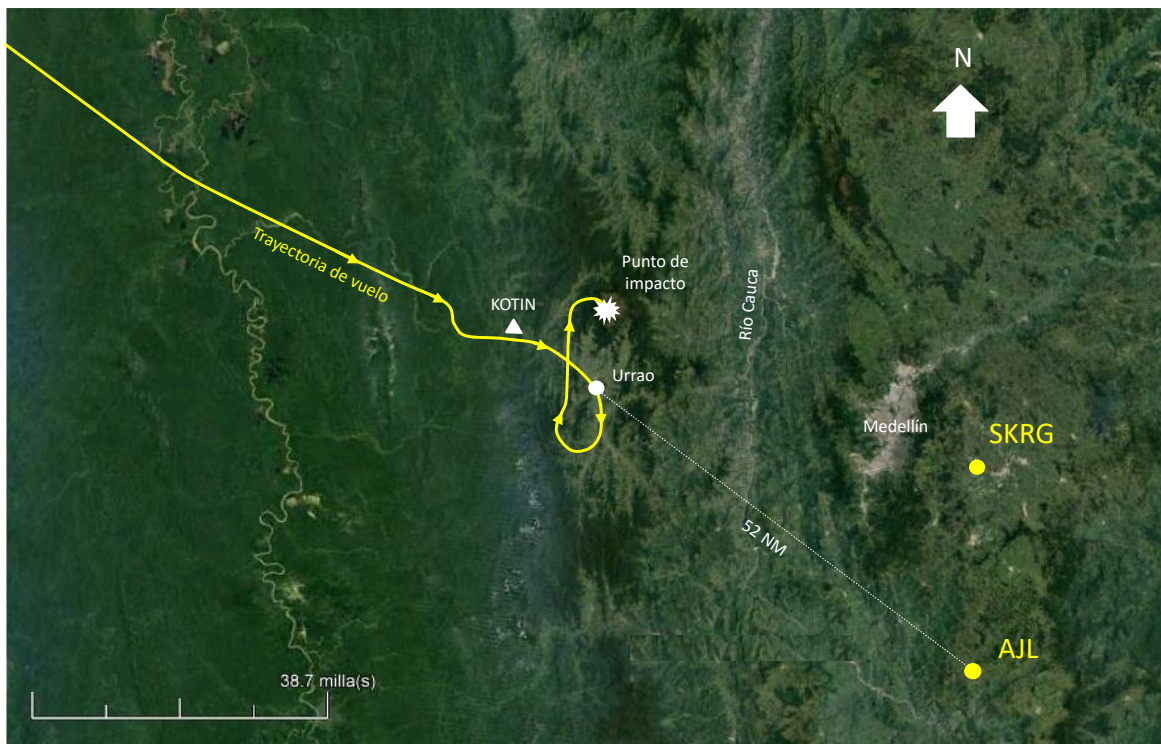 N
Trayectoria de vuelo
KOTIN
Punto de
impacto
Río Cauca
Urrao
Medellín
SKRG
52 NM
AJL
38.7 milla(s)